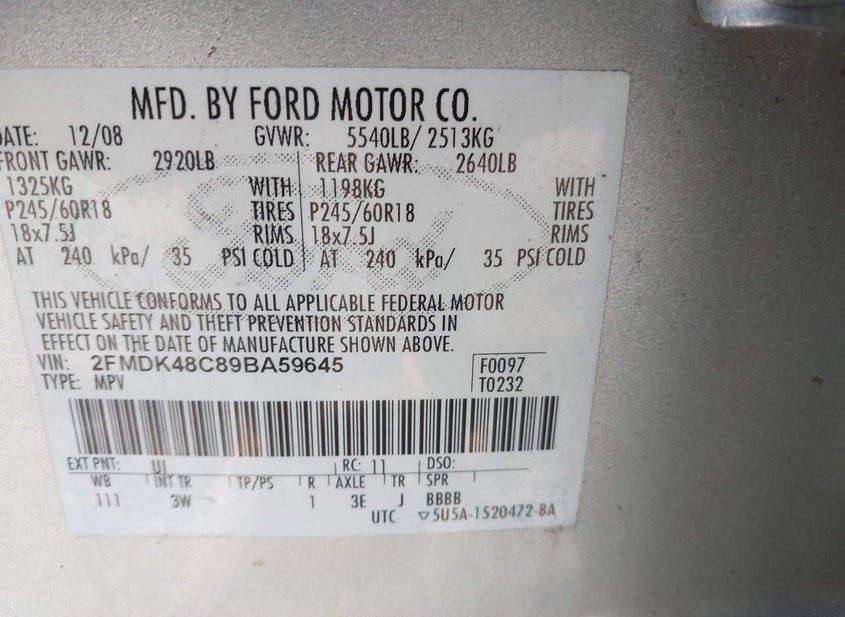 MFD. BY FORD MOTOR CO.
DATE: 12/08 GVWR: 5540LB/ 2513KG
FRONT GAWR: 2920LB REAR GAWR: 2640LB
1325KG WITH 1198KG WITH
P245/60R18 TIRES P245/60R18 TIRES
18x7.5J RIMS 18x7.5J RIMS
AT 240 kPa/ 35 PSI COLD AT 240 kPa/ 35 PSI COLD
THIS VEHICLE CONFORMS TO ALL APPLICABLE FEDERAL MOTOR
VEHICLE SAFETY AND THEFT PREVENTION STANDARDS IN
EFFECT ON THE DATE OF MANUFACTURE SHOWN ABOVE.
VIN: 2FMDK48C89BA59645 F0097
TYPE: MPV T0232
EXT PNT: UJ RC: 11 DSO:
WB INT TR TP/PS R AXLE TR SPR
111 3W 1 3E J BBBB
UTC ▽5U5A-1520472-BA